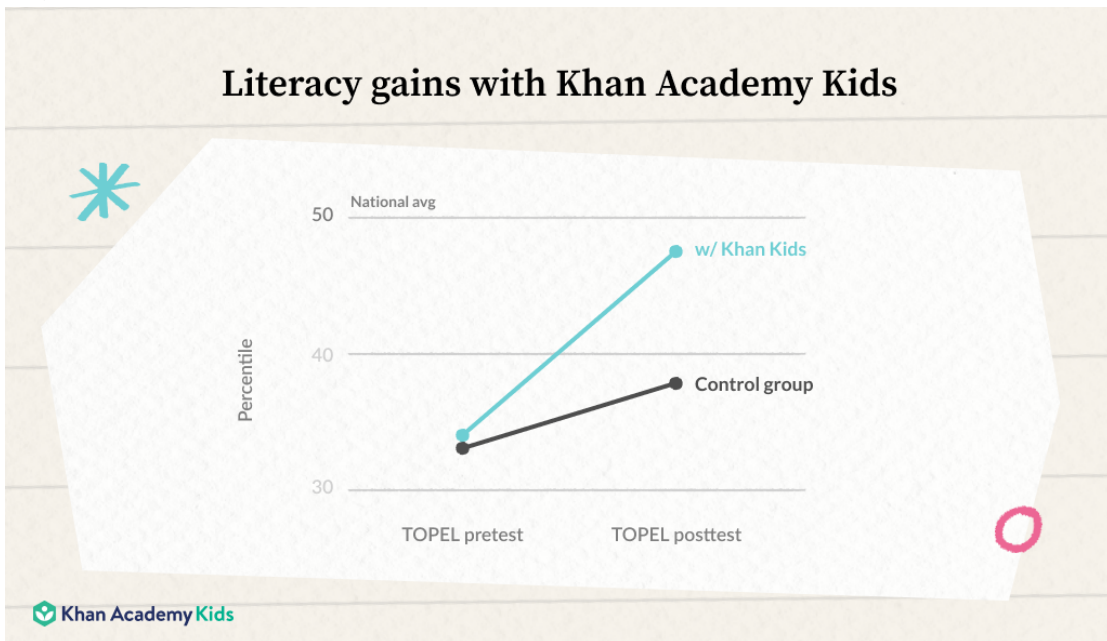 Literacy gains with Khan Academy Kids
National avg
50
w/ Khan Kids
40
Control group
Percentile
30
TOPEL pretest TOPEL posttest
Khan Academy Kids